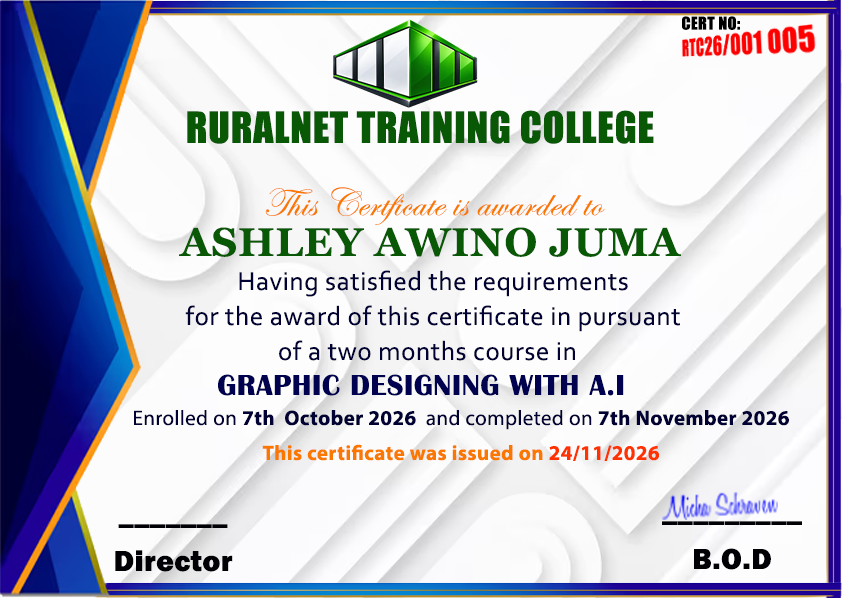 CERT NO:
RTC26/001 005
RURALNET TRAINING COLLEGE
This Certficate is awarded to
ASHLEY AWINO JUMA
Having satisfied the requirements
for the award of this certificate in pursuant
of a two months course in
GRAPHIC DESIGNING WITH A.I
Enrolled on 7th October 2026 and completed on 7th November 2026
This certificate was issued on 24/11/2026
Micha Schraven
Director
B.O.D